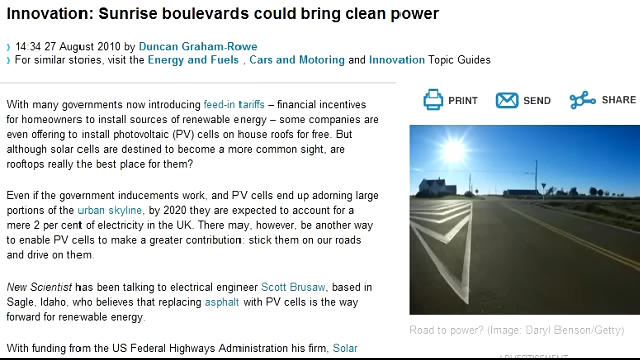 Innovation: Sunrise boulevards could bring clean power
14:34 27 August 2010 by Duncan Graham-Rowe
For similar stories, visit the Energy and Fuels , Cars and Motoring and Innovation Topic Guides
PRINT SEND SHARE
With many governments now introducing feed-in tariffs – financial incentives
for homeowners to install sources of renewable energy – some companies are
even offering to install photovoltaic (PV) cells on house roofs for free. But
although solar cells are destined to become a more common sight, are
rooftops really the best place for them?
Even if the government inducements work, and PV cells end up adorning large
portions of the urban skyline, by 2020 they are expected to account for a
mere 2 per cent of electricity in the UK. There may, however, be another way
to enable PV cells to make a greater contribution: stick them on our roads
and drive on them.
New Scientist has been talking to electrical engineer Scott Brusaw, based in
Sagle, Idaho, who believes that replacing asphalt with PV cells is the way
forward for renewable energy.
With funding from the US Federal Highways Administration his firm, Solar
Road to power? (Image: Daryl Benson/Getty)
ADVERTISEMENT